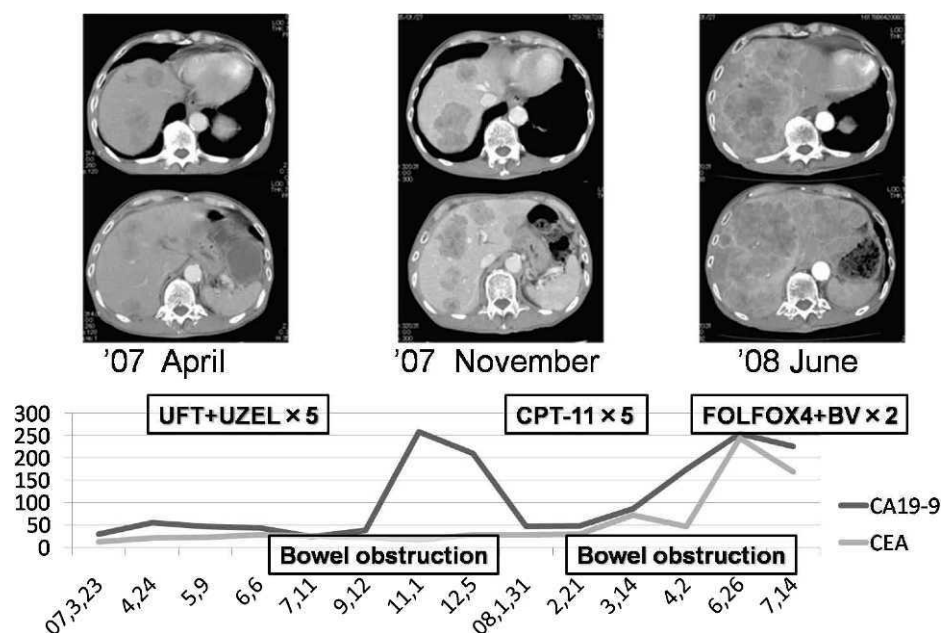 '07 April
'07 November
'08 June
UFT+UZEL×5
CPT-11×5
FOLFOX4+BV×2
300
250
200
150
100
50
0
CA19-9
CEA
Bowel obstruction
Bowel obstruction
07,3,23
4,24
5,9
6,6
7,11
9,12
11,1
12,5
08,1,31
2,21
3,14
4,2
6,26
7,14